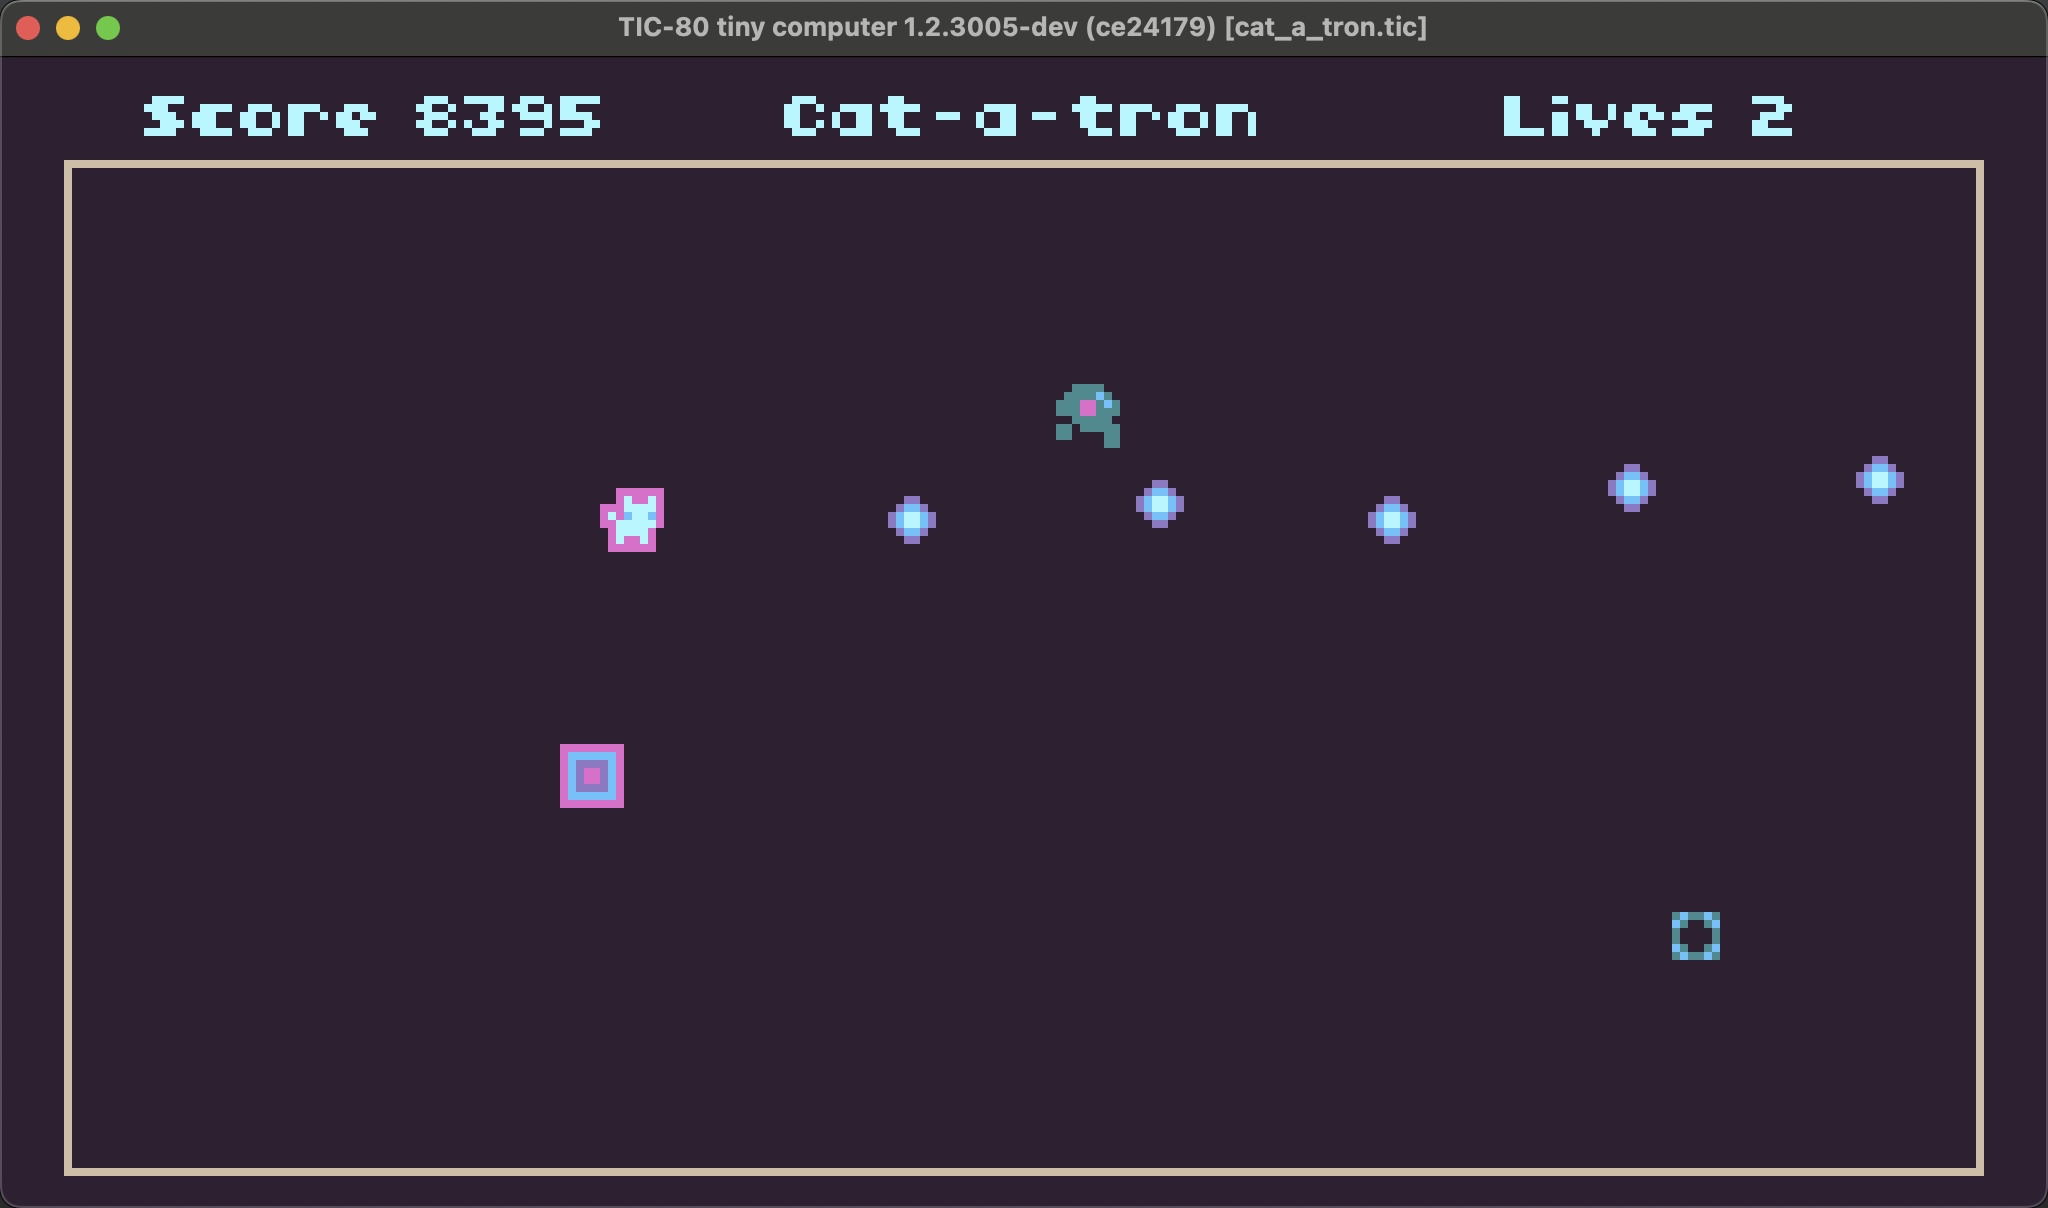 TIC-80 tiny computer 1.2.3005-dev (ce24179) [cat_a_tron.tic]
Score 8395 Cat-a-tron Lives 2